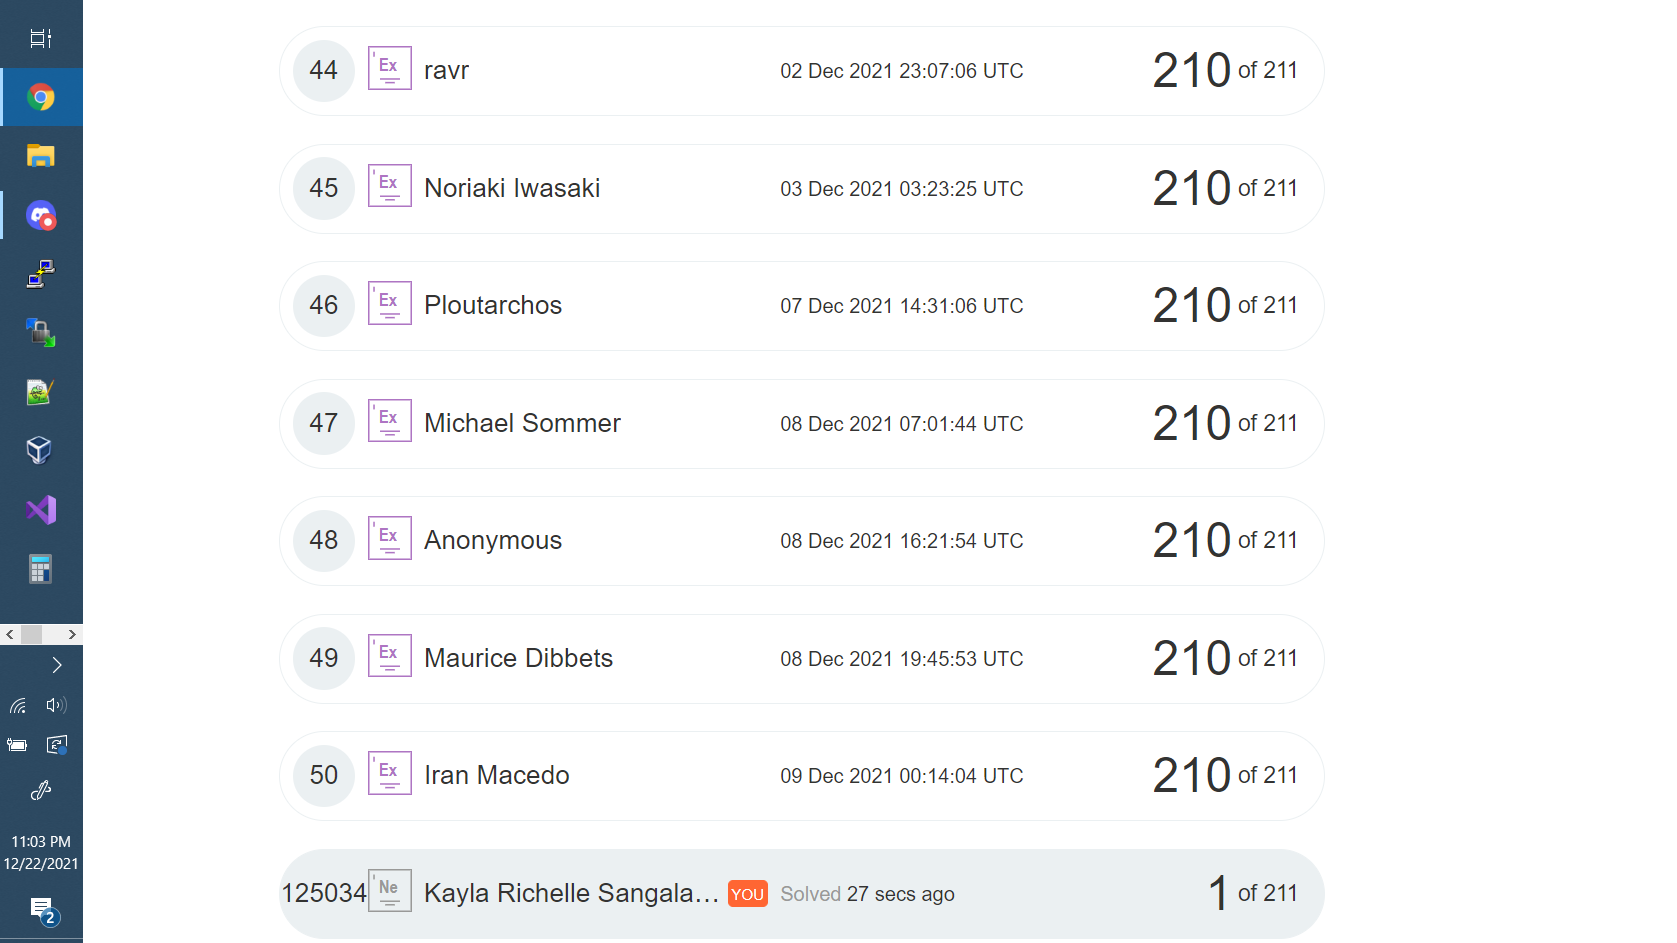 44 Ex ravr 02 Dec 2021 23:07:06 UTC 210 of 211
45 Ex Noriaki Iwasaki 03 Dec 2021 03:23:25 UTC 210 of 211
46 Ex Ploutarchos 07 Dec 2021 14:31:06 UTC 210 of 211
47 Ex Michael Sommer 08 Dec 2021 07:01:44 UTC 210 of 211
48 Ex Anonymous 08 Dec 2021 16:21:54 UTC 210 of 211
49 Ex Maurice Dibbets 08 Dec 2021 19:45:53 UTC 210 of 211
50 Ex Iran Macedo 09 Dec 2021 00:14:04 UTC 210 of 211
125034 Ne Kayla Richelle Sangala... YOU Solved 27 secs ago 1 of 211
11:03 PM
12/22/2021
2